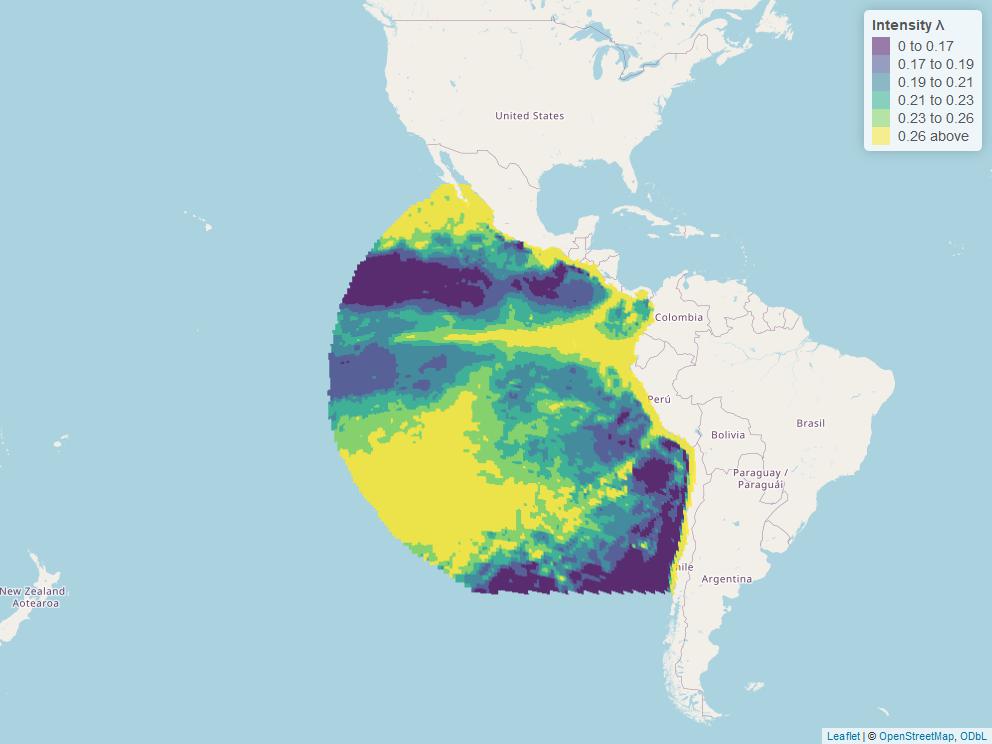 Intensity λ
0 to 0.17
0.17 to 0.19
0.19 to 0.21
0.21 to 0.23
0.23 to 0.26
0.26 above
United States
Colombia
Perú
Brasil
Bolivia
Paraguay /
Paraguái
hile
Argentina
New Zealand
Aotearoa
Leaflet | © OpenStreetMap, ODbL